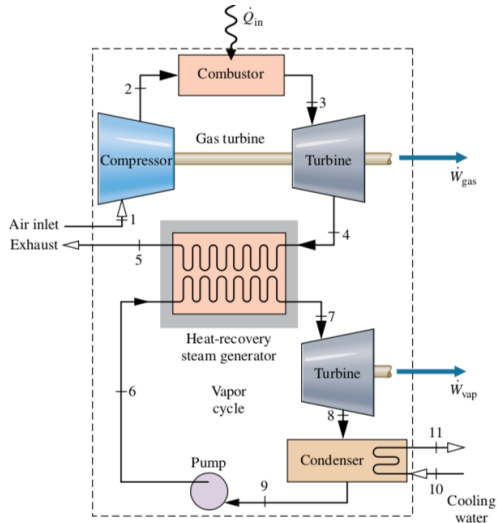 Q̇in
Combustor
2
3
Gas turbine
Compressor
Turbine
Ẇgas
Air inlet
1
Exhaust
4
5
Heat-recovery
steam generator
7
6
Vapor
cycle
Turbine
Ẇvap
8
11
Condenser
Pump
9
10
Cooling
water